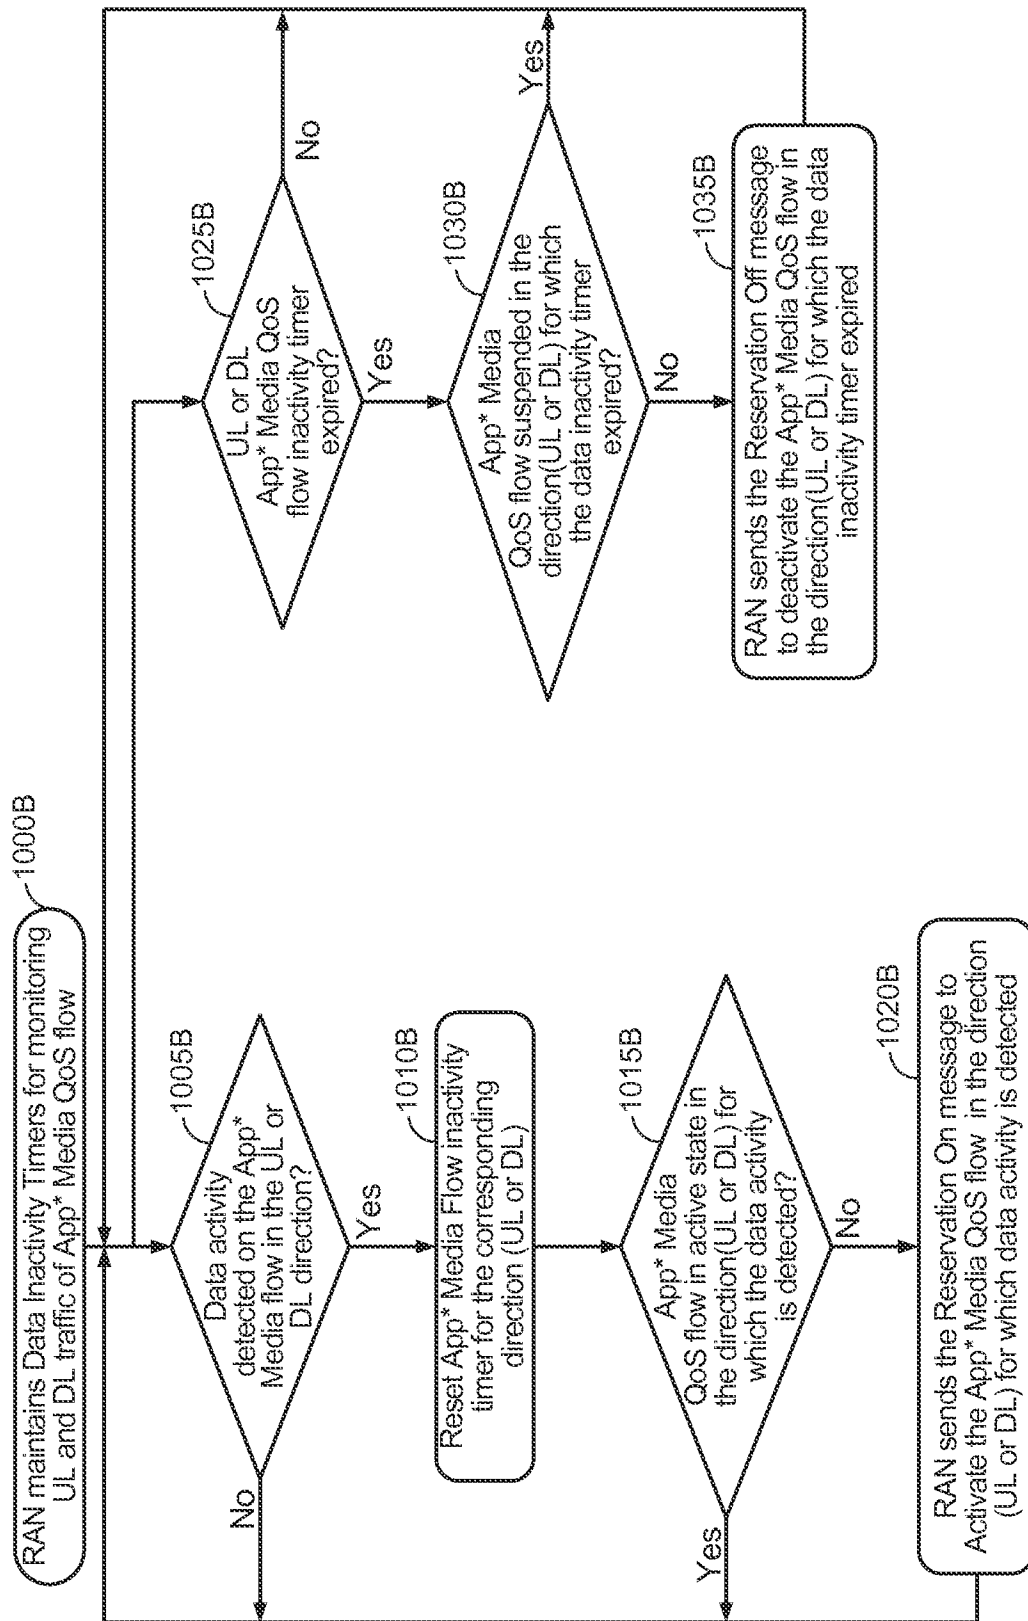 RAN maintains Data Inactivity Timers for monitoring
UL and DL traffic of App* Media QoS flow
1000B
Data activity
detected on the App*
Media flow in the UL or
DL direction?
1005B
No
Yes
Reset App* Media Flow inactivity
timer for the corresponding
direction (UL or DL)
1010B
App* Media
QoS flow in active state in
the direction(UL or DL) for
which the data activity
is detected?
1015B
Yes
No
RAN sends the Reservation On message to
Activate the App* Media QoS flow in the direction
(UL or DL) for which data activity is detected
1020B
UL or DL
App* Media QoS
flow inactivity timer
expired?
1025B
No
Yes
App* Media
QoS flow suspended in the
direction(UL or DL) for which
the data inactivity timer
expired?
1030B
Yes
No
RAN sends the Reservation Off message
to deactivate the App* Media QoS flow in
the direction(UL or DL) for which the data
inactivity timer expired
1035B